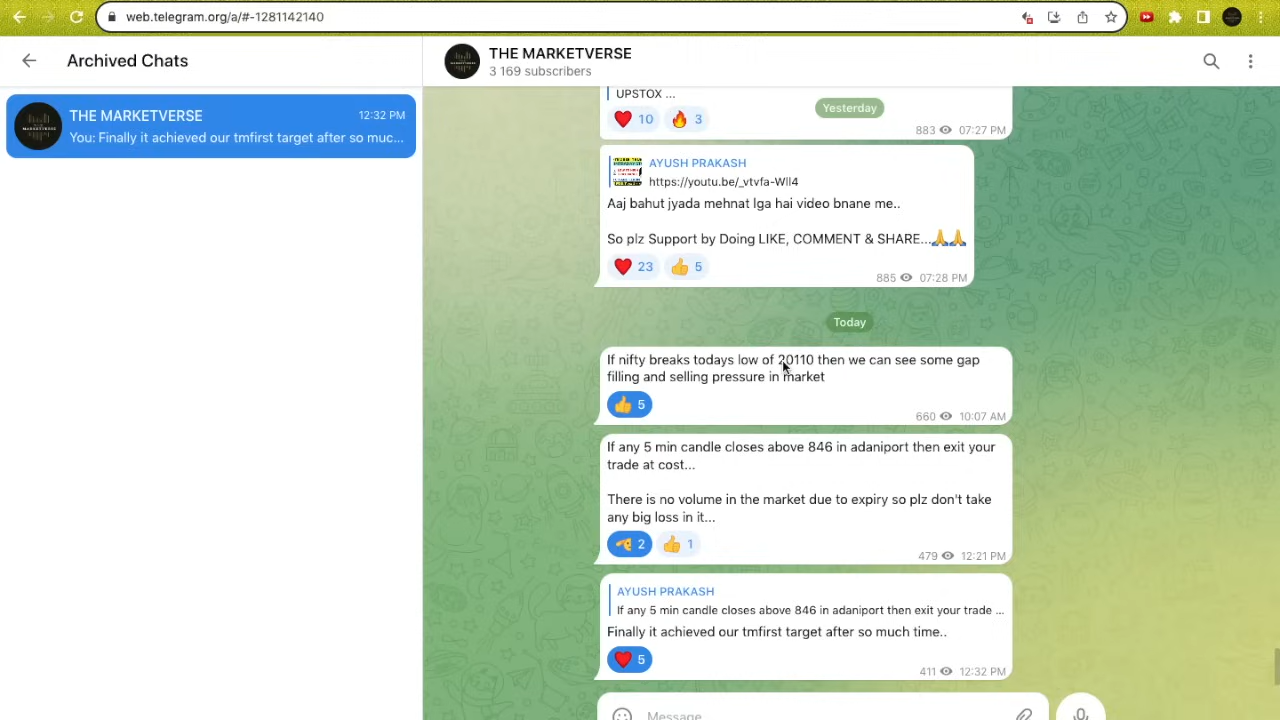 web.telegram.org/a/#-1281142140
Archived Chats
THE MARKETVERSE
3 169 subscribers
THE MARKETVERSE
12:32 PM
You: Finally it achieved our tmfirst target after so muc...
UPSTOX ...
Yesterday
10
3
883 07:27 PM
AYUSH PRAKASH
https://youtu.be/_vtvfa-WlI4
Aaj bahut jyada mehnat lga hai video bnane me..
So plz Support by Doing LIKE, COMMENT & SHARE...🙏🙏
23
5
885 07:28 PM
Today
If nifty breaks todays low of 20110 then we can see some gap
filling and selling pressure in market
5
660 10:07 AM
If any 5 min candle closes above 846 in adaniport then exit your
trade at cost...
There is no volume in the market due to expiry so plz don't take
any big loss in it...
2
1
479 12:21 PM
AYUSH PRAKASH
If any 5 min candle closes above 846 in adaniport then exit your trade ...
Finally it achieved our tmfirst target after so much time..
5
411 12:32 PM
Message